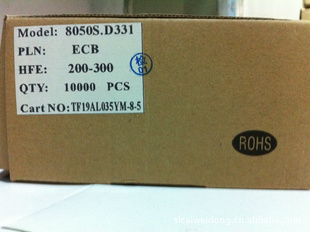 Model: 8050S.D331
PLN: ECB
HFE: 200-300
QTY: 10000 PCS
Cart NO: TF19AL035YM-8-5
ROHS